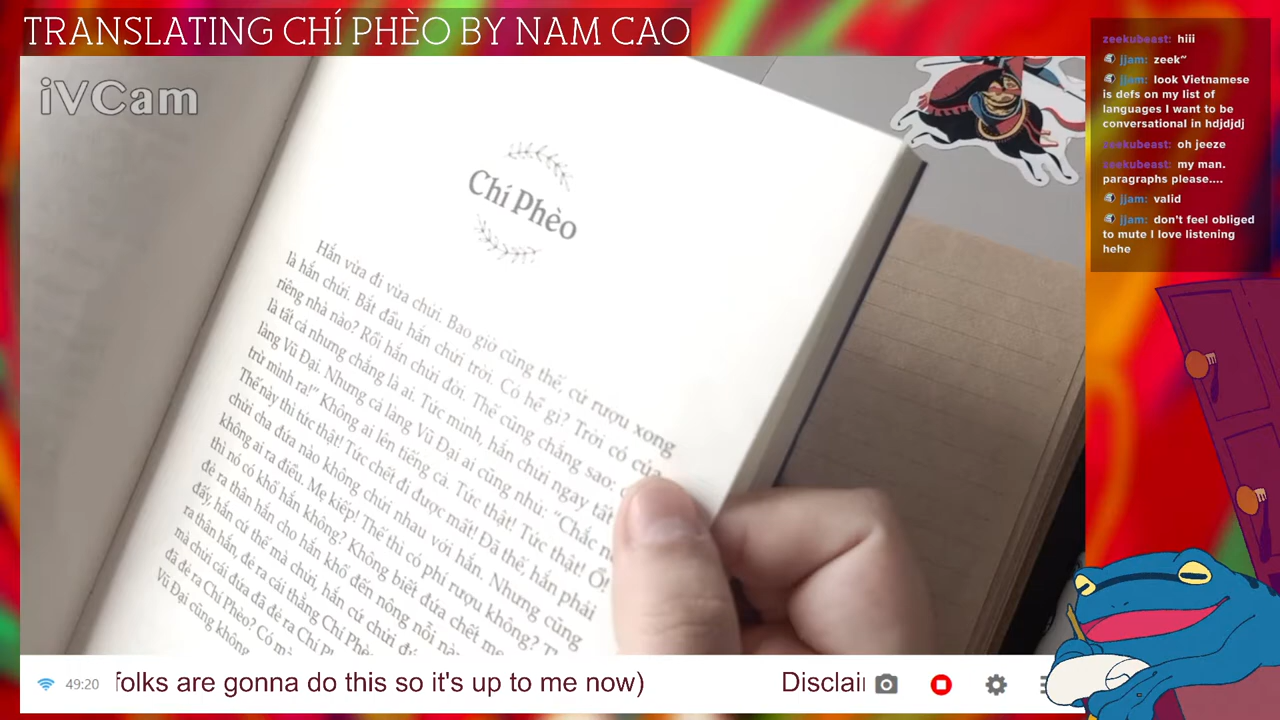 TRANSLATING CHÍ PHÈO BY NAM CAO
iVCam
Chí Phèo
Hắn vừa đi vừa chửi. Bao giờ cũng thế, cứ rượu xong
là hắn chửi. Bắt đầu hắn chửi trời. Có hề gì? Trời có của
riêng nhà nào? Rồi hắn chửi đời. Thế cũng chẳng sao:
là tất cả nhưng chẳng là ai. Tức mình, hắn chửi ngay tất
làng Vũ Đại. Nhưng cả làng Vũ Đại ai cũng nhủ: “Chắc
trừ mình ra!” Không ai lên tiếng cả. Tức thật! Tức thật! Ồ!
Thế này thì tức thật! Tức chết đi được mất! Đã thế, hắn phải
chửi cha đứa nào không chửi nhau với hắn. Nhưng cũng
không ai ra điều. Mẹ kiếp! Thế thì có phí rượu không?
thì nó có khổ hắn không? Không biết đứa chết mẹ
đẻ ra thân hắn cho hắn khổ đến nông nỗi
đấy, hắn cứ thế mà chửi, hắn cứ chửi
ra thân hắn, đẻ ra cái thằng Chí
mà chửi cái đứa đã đẻ ra Chí
đã đẻ ra Chí Phèo? Có
Vũ Đại cũng không
zeekubeast: hiii
jjam: zeek~
jjam: look Vietnamese
is defs on my list of
languages I want to be
conversational in hdjdjdj
zeekubeast: oh jeeze
zeekubeast: my man.
paragraphs please....
jjam: valid
jjam: don't feel obliged
to mute I love listening
hehe
49:20
folks are gonna do this so it's up to me now)